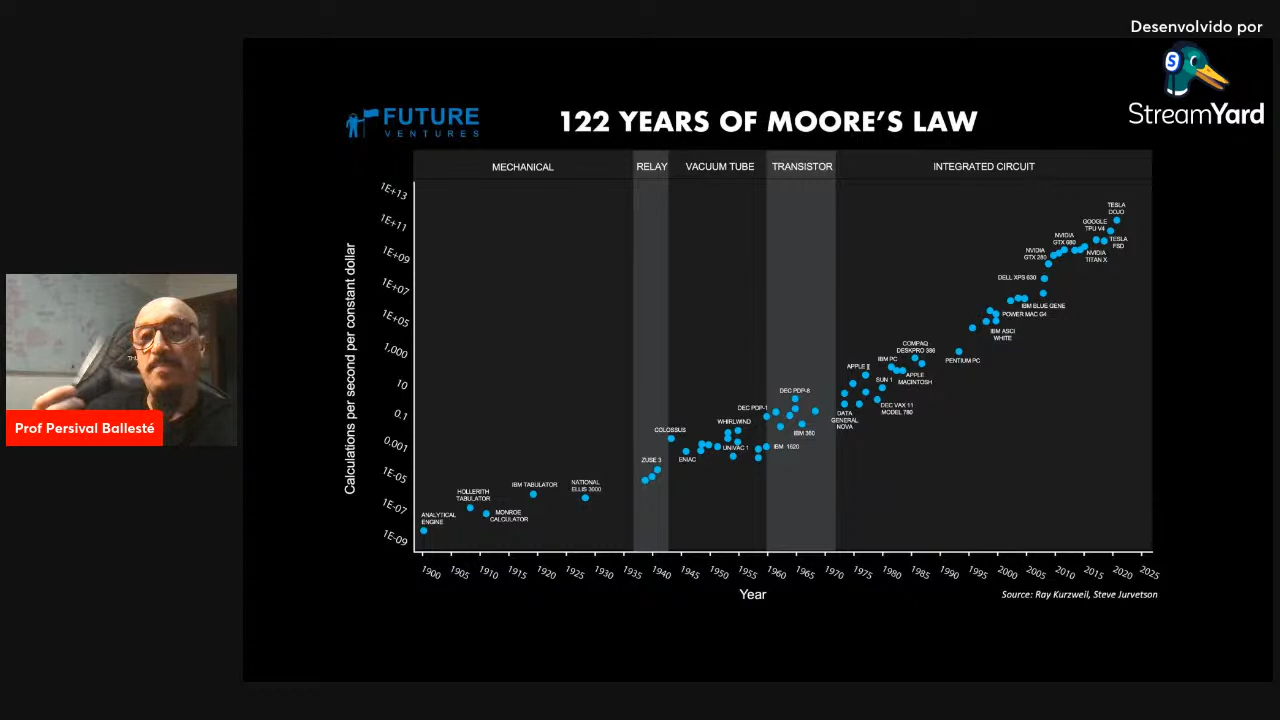 Desenvolvido por
S
StreamYard
FUTURE
VENTURES
122 YEARS OF MOORE'S LAW
MECHANICAL
RELAY
VACUUM TUBE
TRANSISTOR
INTEGRATED CIRCUIT
Calculations per second per constant dollar
1E+13
1E+11
1E+09
1E+07
1E+05
1,000
10
0.1
0.001
1E-05
1E-07
1E-09
ANALYTICAL
ENGINE
HOLLERITH
TABULATOR
MONROE
CALCULATOR
IBM TABULATOR
NATIONAL
ELLIS 3000
ZUSE 3
COLOSSUS
ENIAC
WHIRLWIND
UNIVAC 1
DEC PDP-1
IBM 1620
DEC PDP-8
IBM 360
DATA
GENERAL
NOVA
APPLE ][
DEC VAX 11
MODEL 780
SUN 1
IBM PC
COMPAQ
DESKPRO 386
APPLE
MACINTOSH
PENTIUM PC
IBM ASCI
WHITE
POWER MAC G4
IBM BLUE GENE
DELL XPS 630
NVIDIA
GTX 280
NVIDIA
GTX 680
NVIDIA
TITAN X
GOOGLE
TPU V4
TESLA
FSD
TESLA
DOJO
1900
1905
1910
1915
1920
1925
1930
1935
1940
1945
1950
1955
1960
1965
1970
1975
1980
1985
1990
1995
2000
2005
2010
2015
2020
2025
Year
Source: Ray Kurzweil, Steve Jurvetson
Prof Persival Ballesté